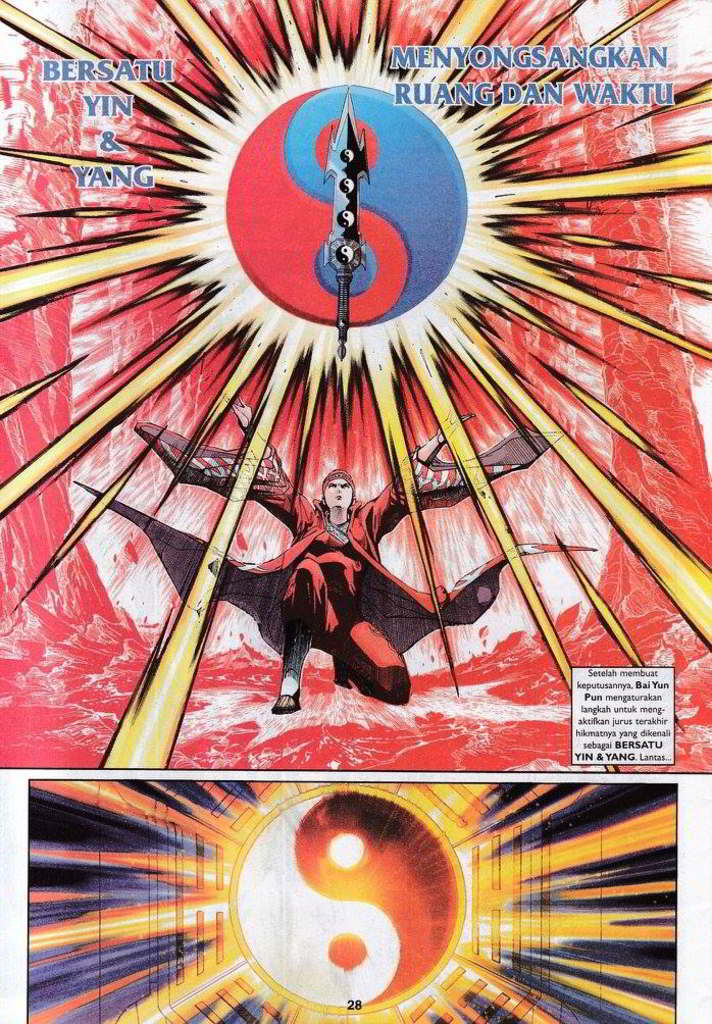 BERSATU
YIN
&
YANG
MENYONGSANGKAN
RUANG DAN WAKTU
Setelah membuat
keputusannya, Bai Yun
Pun mengaturakan
langkah untuk meng-
aktifkan jurus terakhir
hikmatnya yang dikenali
sebagai BERSATU
YIN & YANG. Lantas...
28